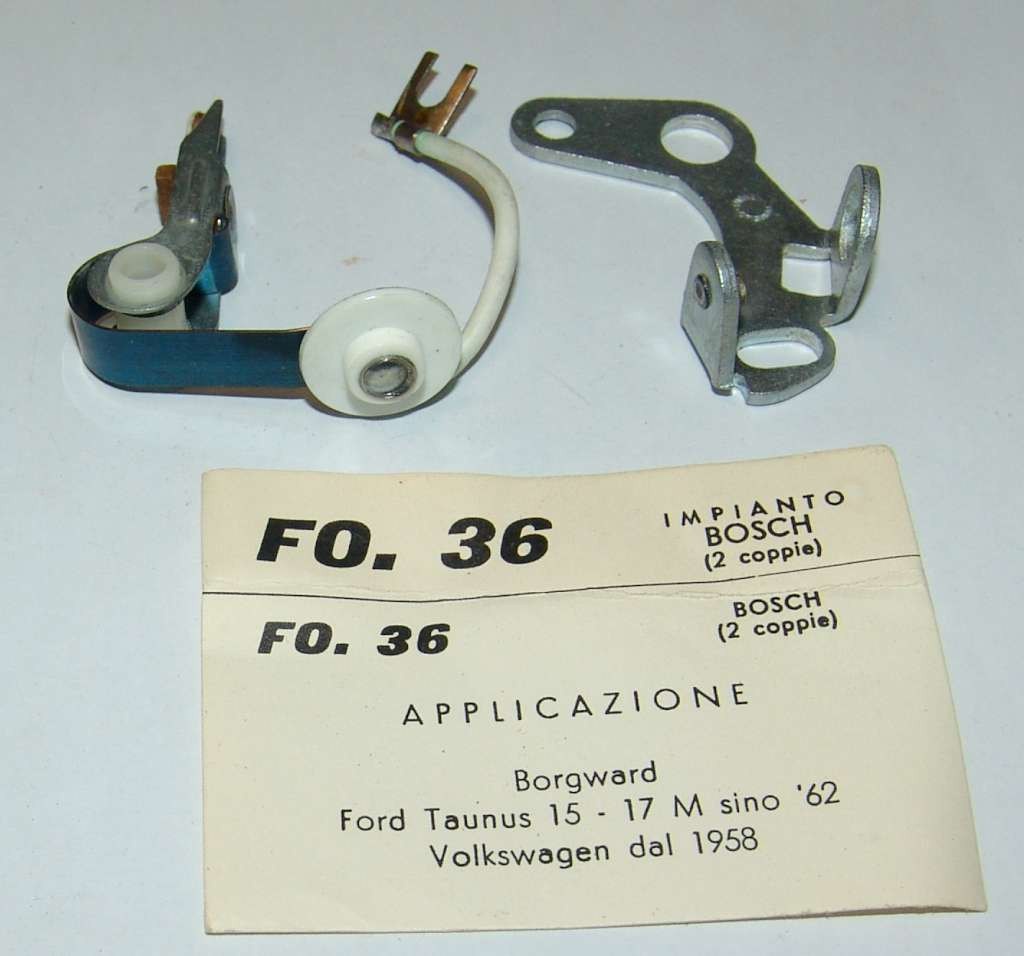 FO. 36
IMPIANTO
BOSCH
(2 coppie)
FO. 36
BOSCH
(2 coppie)
APPLICAZIONE
Borgward
Ford Taunus 15 - 17 M sino '62
Volkswagen dal 1958